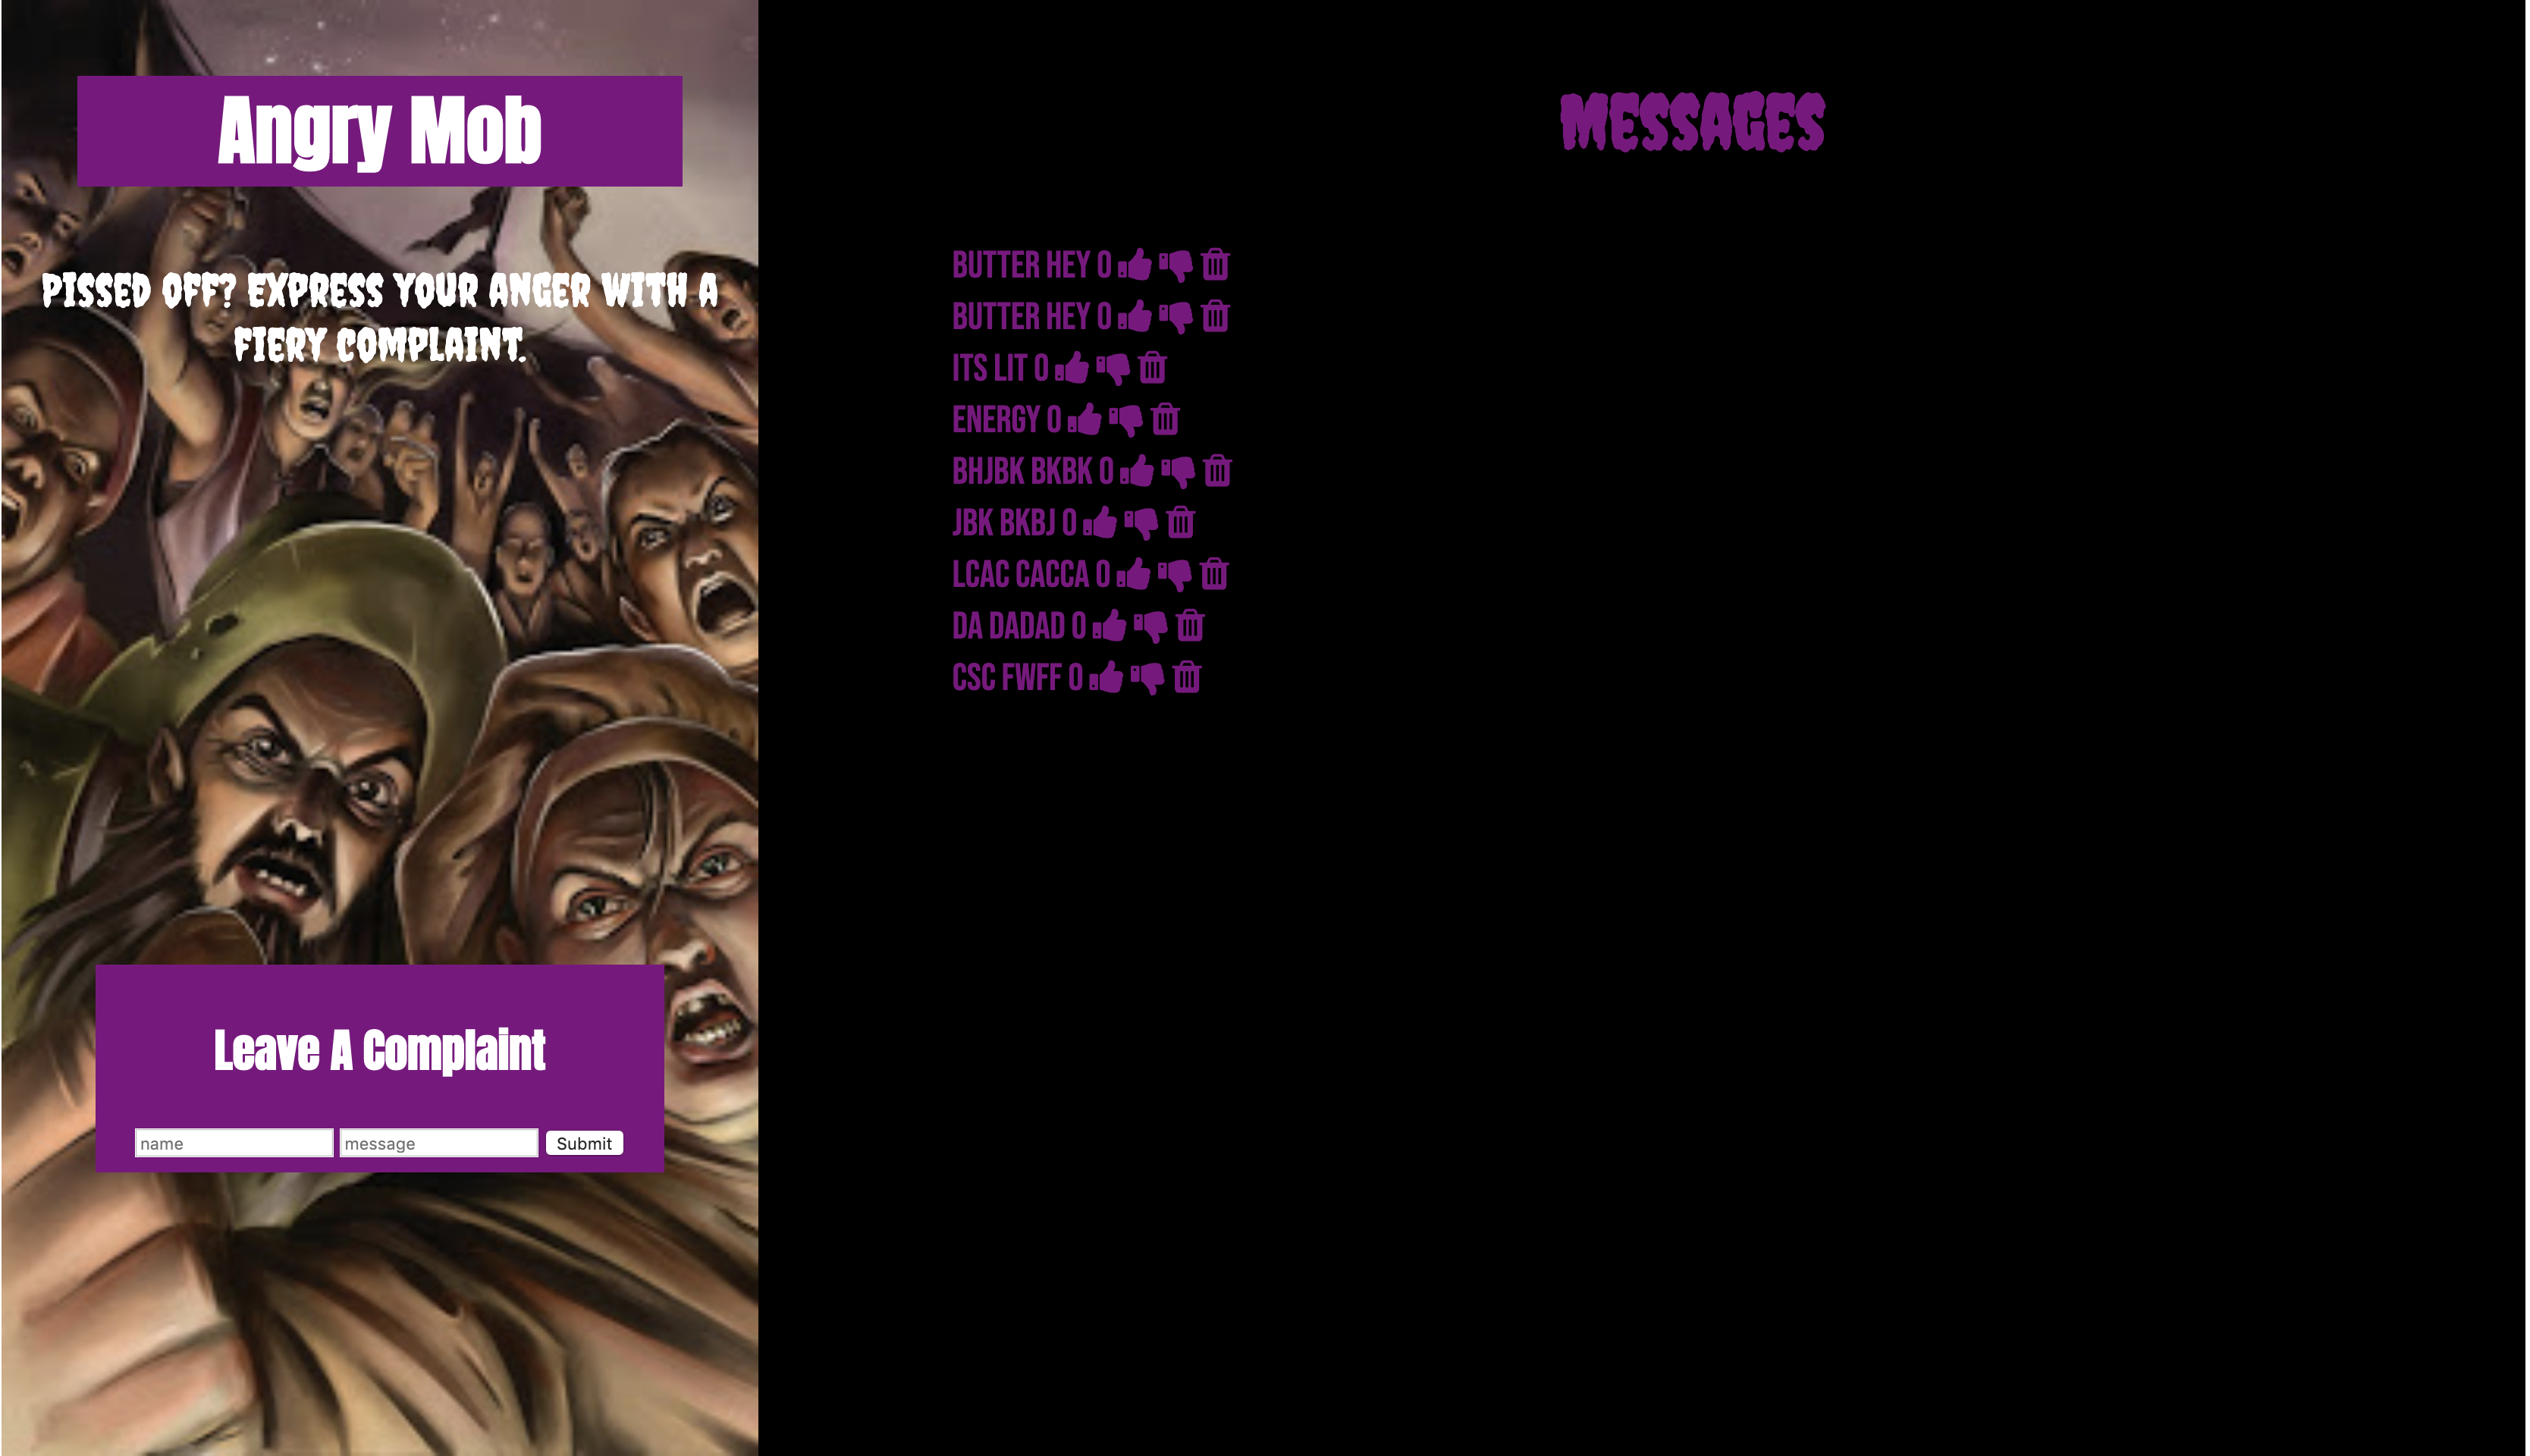 Angry Mob
PISSED OFF? EXPRESS YOUR ANGER WITH A
FIERY COMPLAINT.
Leave A Complaint
name message Submit
MESSAGES
BUTTER HEY 0
BUTTER HEY 0
ITS LIT 0
ENERGY 0
BHJBK BKBK 0
JBK BKBJ 0
LCAC CACCA 0
DA DADAD 0
CSC FWFF 0